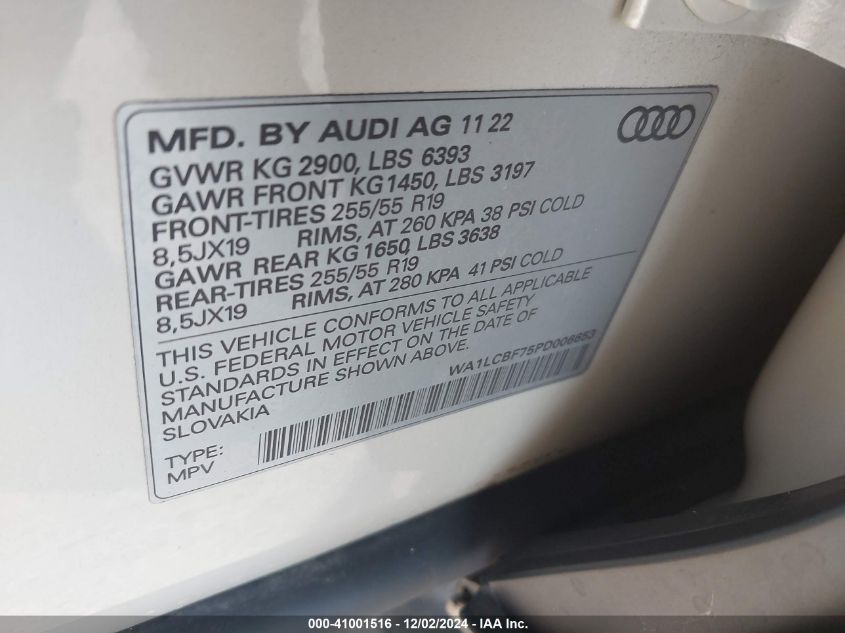 MFD. BY AUDI AG 11 22
GVWR KG 2900, LBS 6393
GAWR FRONT KG1450, LBS 3197
FRONT-TIRES 255/55 R19
8,5JX19 RIMS, AT 260 KPA 38 PSI COLD
GAWR REAR KG 1650, LBS 3638
REAR-TIRES 255/55 R19
8,5JX19 RIMS, AT 280 KPA 41 PSI COLD
THIS VEHICLE CONFORMS TO ALL APPLICABLE
U.S. FEDERAL MOTOR VEHICLE SAFETY
STANDARDS IN EFFECT ON THE DATE OF
MANUFACTURE SHOWN ABOVE.
SLOVAKIA
WA1LCBF75PD006653
TYPE:
MPV
000-41001516 - 12/02/2024 - IAA Inc.